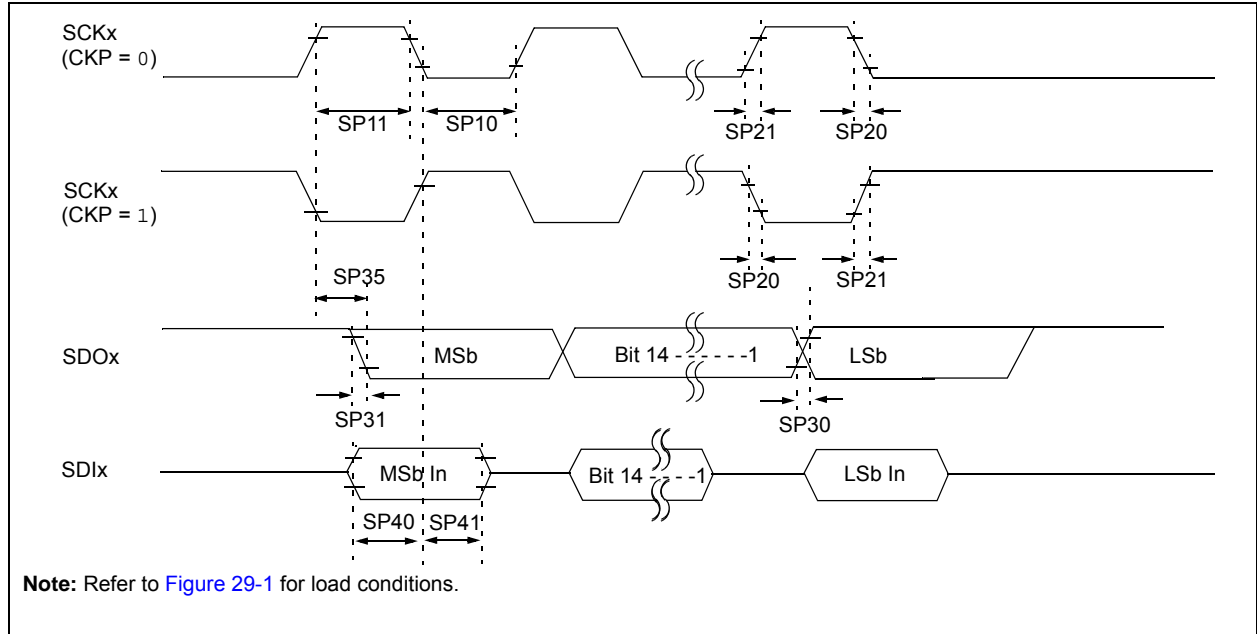 SCKx
(CKP = 0)
SP11
SP10
SP21
SP20
SCKx
(CKP = 1)
SP35
SP20
SP21
SDOx
MSb
Bit 14 - - - - - - -1
LSb
SP31
SP30
SDIx
MSb In
Bit 14 - - - - -1
LSb In
SP40
SP41
Note: Refer to Figure 29-1 for load conditions.